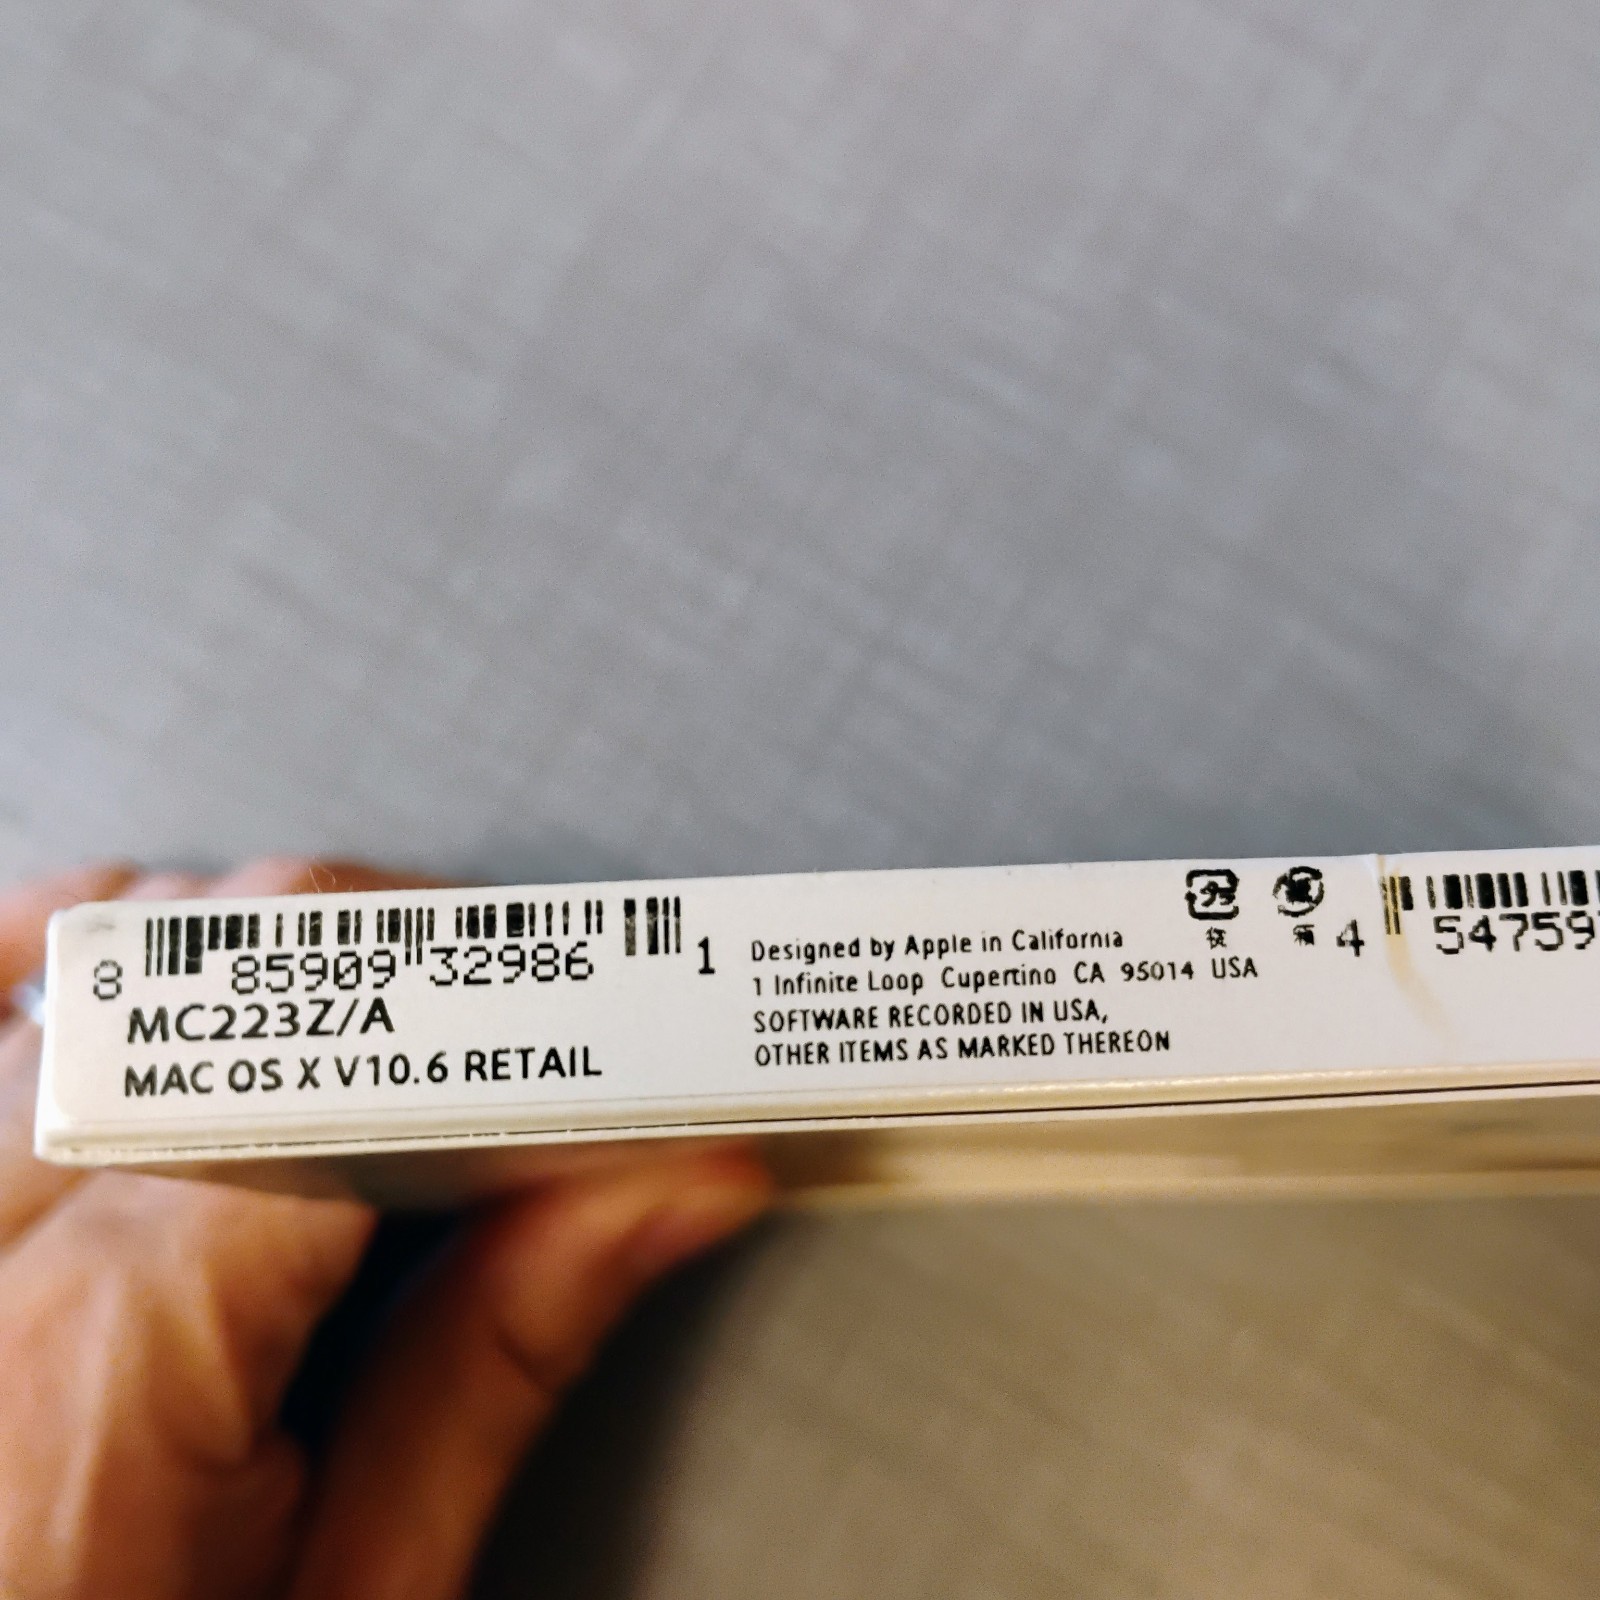 8 85909 32986 1
MC223Z/A
MAC OS X V10.6 RETAIL
Designed by Apple in California
1 Infinite Loop Cupertino CA 95014 USA
SOFTWARE RECORDED IN USA,
OTHER ITEMS AS MARKED THEREON
4 54759